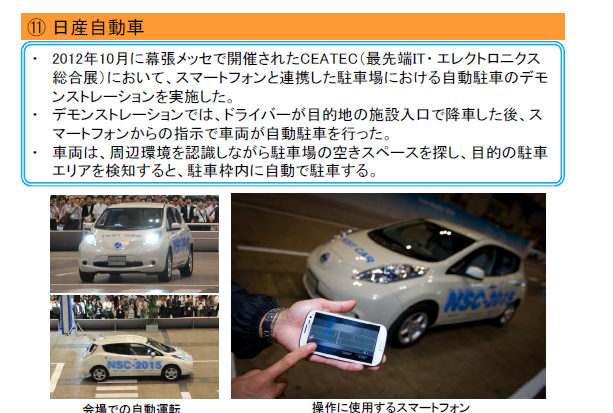 ⑪ 日産自動車
・ 2012年10月に幕張メッセで開催されたCEATEC(最先端IT・エレクトロニクス
総合展)において、スマートフォンと連携した駐車場における自動駐車のデモ
ンストレーションを実施した。
・ デモンストレーションでは、ドライバーが目的地の施設入口で降車した後、ス
マートフォンからの指示で車両が自動駐車を行った。
・ 車両は、周辺環境を認識しながら駐車場の空きスペースを探し、目的の駐車
エリアを検知すると、駐車枠内に自動で駐車する。
TEST CAR
NSC-2015
TEST CAR
NSC-2015
会場での自動運転
操作に使用するスマートフォン